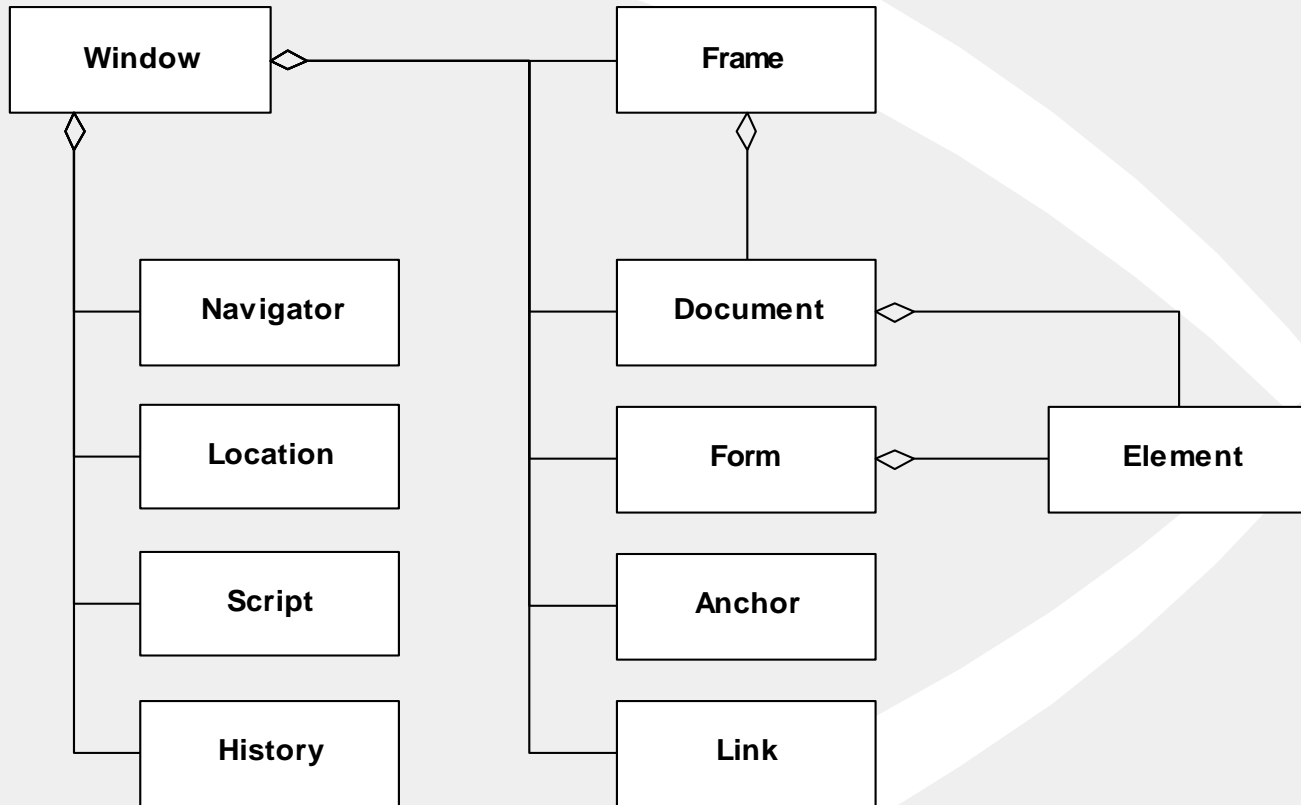 Window
Frame
Navigator
Document
Location
Form
Element
Script
Anchor
History
Link